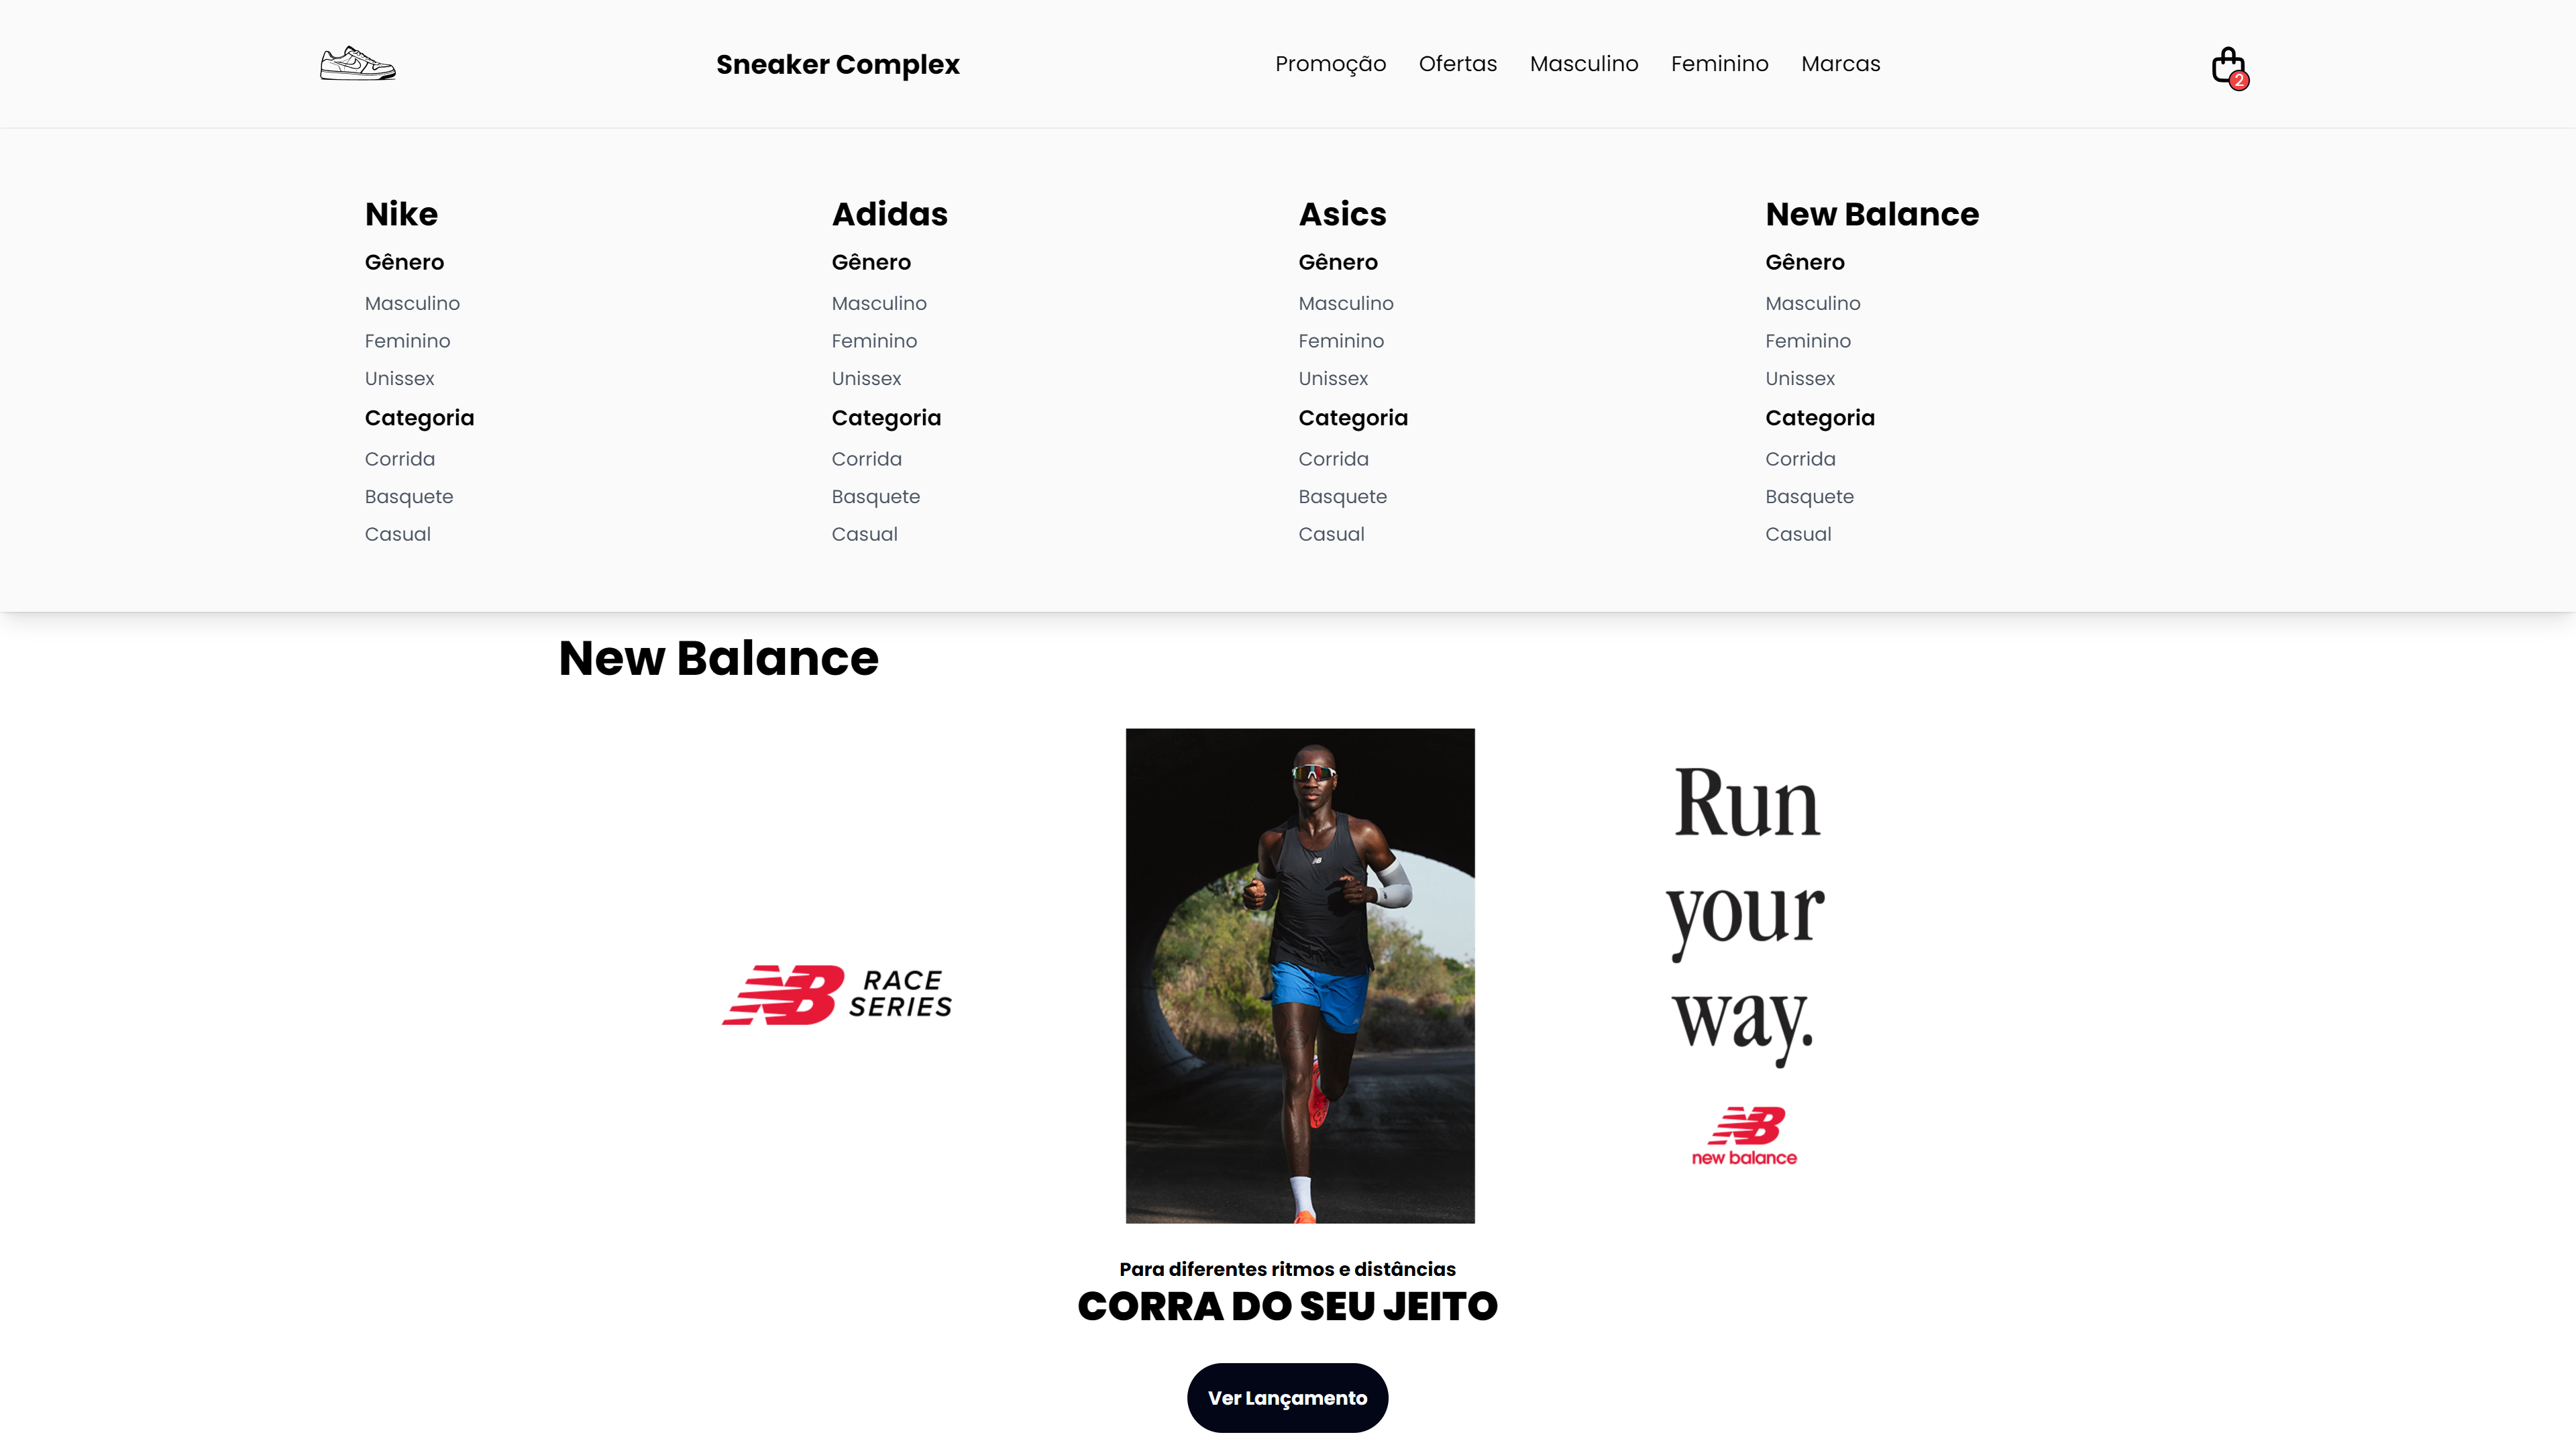 Sneaker Complex
Promoção Ofertas Masculino Feminino Marcas
2
Nike
Gênero
Masculino
Feminino
Unissex
Categoria
Corrida
Basquete
Casual
Adidas
Gênero
Masculino
Feminino
Unissex
Categoria
Corrida
Basquete
Casual
Asics
Gênero
Masculino
Feminino
Unissex
Categoria
Corrida
Basquete
Casual
New Balance
Gênero
Masculino
Feminino
Unissex
Categoria
Corrida
Basquete
Casual
New Balance
NB
RACE
SERIES
NB
Run
your
way.
NB
new balance
Para diferentes ritmos e distâncias
CORRA DO SEU JEITO
Ver Lançamento